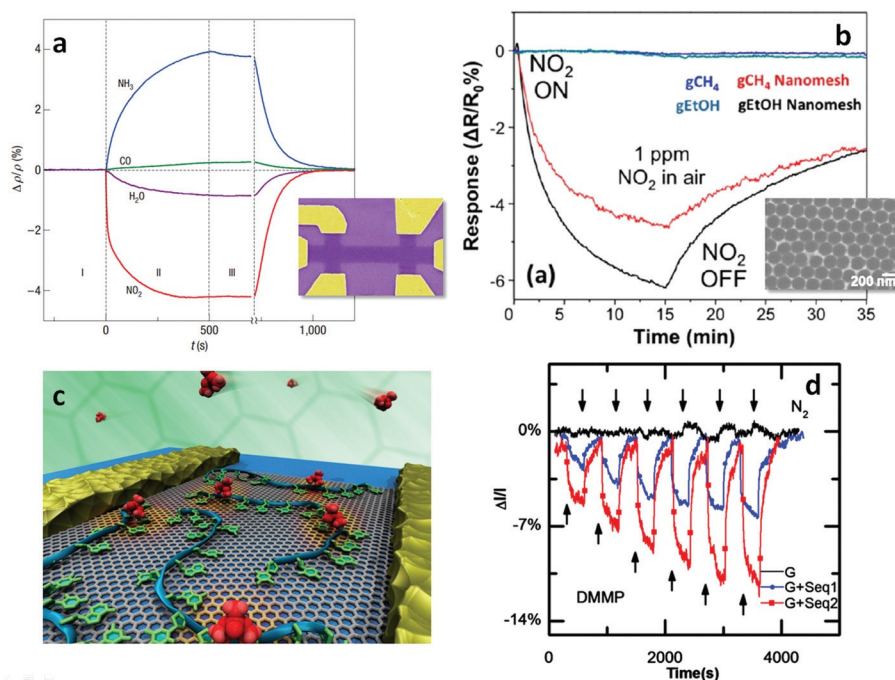 a
4
2
0
−2
−4
Δρ/ρ (%)
NH3
CO
H2O
NO2
I
II
III
0
500
1,000
t(s)
b
0
-2
-4
-6
Response (ΔR/R0%)
NO2
ON
gCH4 gCH4 Nanomesh
gEtOH gEtOH Nanomesh
1 ppm
NO2 in air
NO2
OFF
(a)
200 nm
0 5 10 15 20 25 30 35
Time (min)
c
d
N2
0%
-7%
-14%
ΔI/I
DMMP
G
G+Seq1
G+Seq2
0
2000
4000
Time(s)